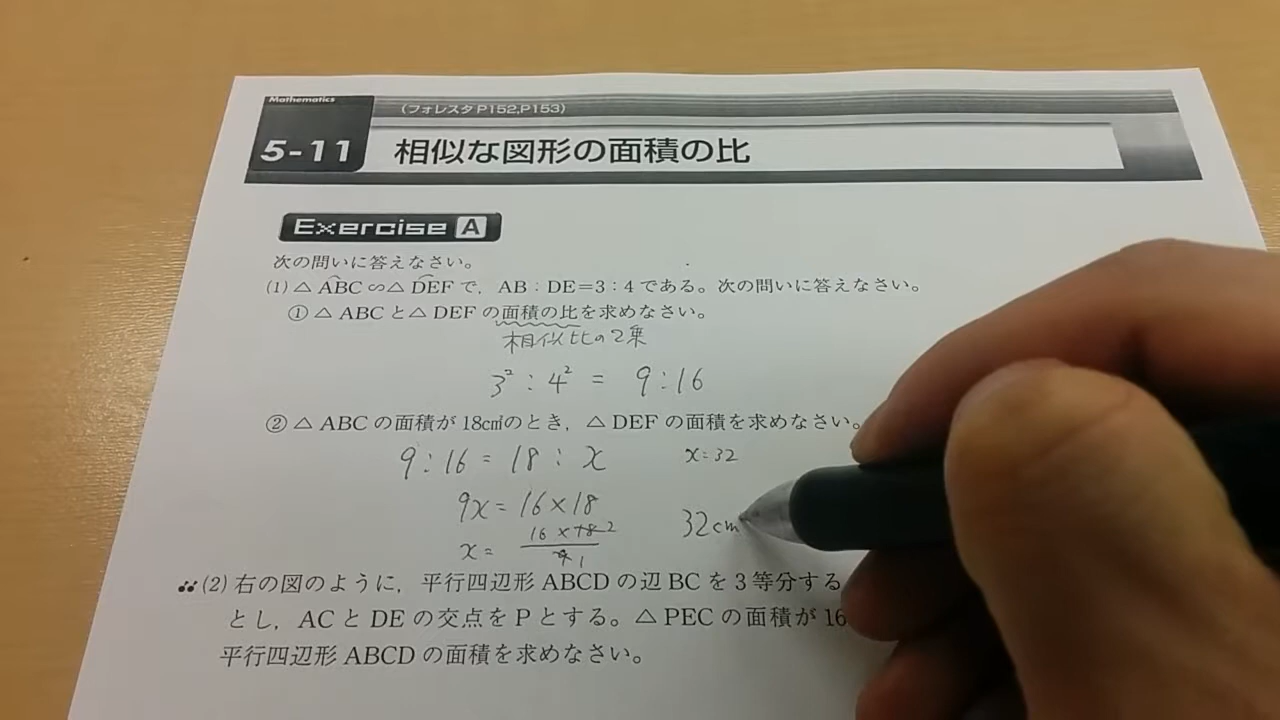 Mathematics
(フォレスタ P152,P153)
5-11 相似な図形の面積の比
Exercise A
次の問いに答えなさい。
(1) △ ABC ∽ △ DEF で，AB：DE=3：4 である。次の問いに答えなさい。
① △ ABC と △ DEF の面積の比を求めなさい。
相似比の2乗
3²：4² = 9：16
② △ ABC の面積が 18cm²のとき，△ DEF の面積を求めなさい。
9：16 = 18：x
x=32
9x = 16×18
x = 16×18 2 / 9 1
32cm
(2) 右の図のように，平行四辺形 ABCD の辺 BC を 3 等分する
とし，AC と DE の交点を P とする。△ PEC の面積が 16
平行四辺形 ABCD の面積を求めなさい。